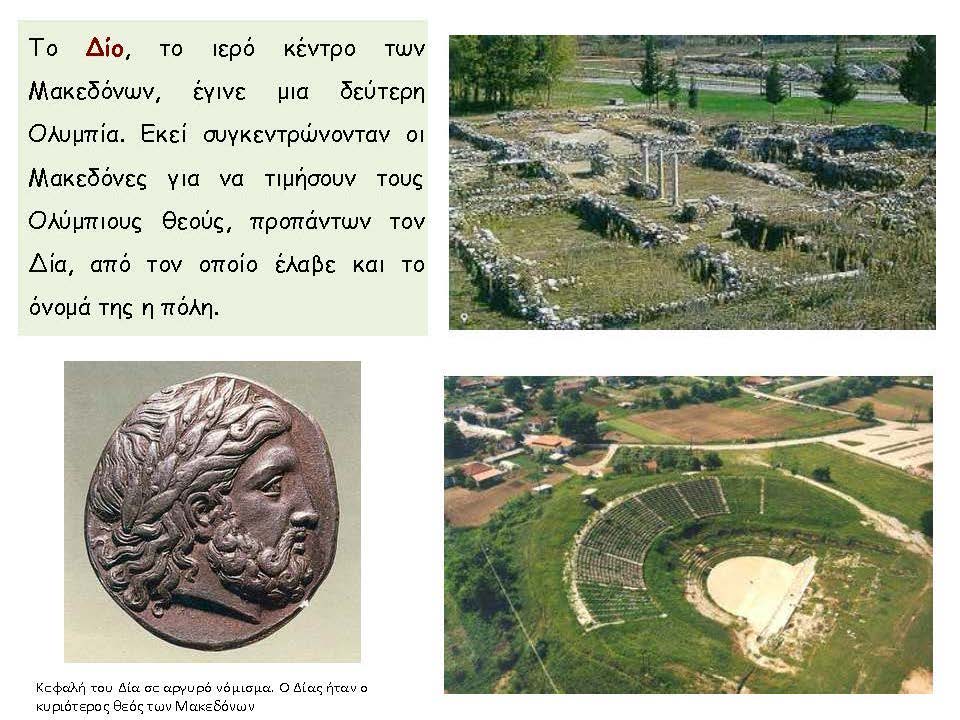 Το Δίο, το ιερό κέντρο των
Μακεδόνων, έγινε μια δεύτερη
Ολυμπία. Εκεί συγκεντρώνονταν οι
Μακεδόνες για να τιμήσουν τους
Ολύμπιους θεούς, προπάντων τον
Δία, από τον οποίο έλαβε και το
όνομά της η πόλη.
Κεφαλή του Δία σε αργυρό νόμισμα. Ο Δίας ήταν ο
κυριότερος θεός των Μακεδόνων